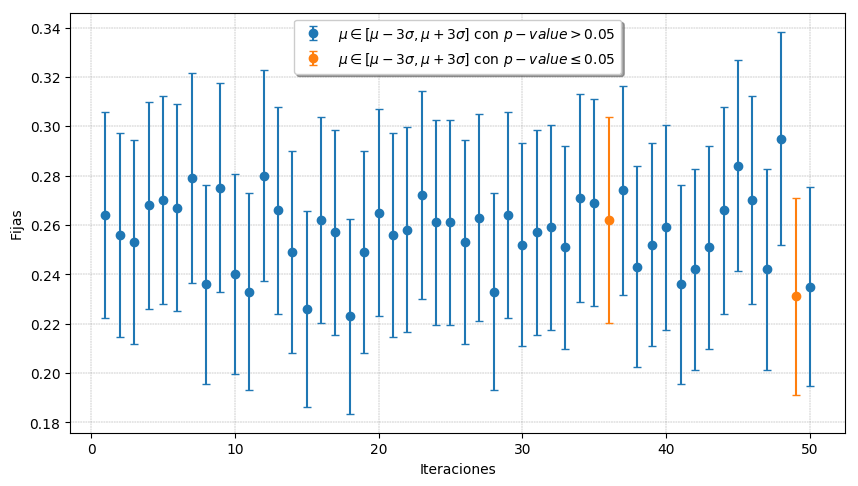 μ ∈ [μ − 3σ, μ + 3σ] con p − value > 0.05
μ ∈ [μ − 3σ, μ + 3σ] con p − value ≤ 0.05
Fijas
0.34
0.32
0.30
0.28
0.26
0.24
0.22
0.20
0.18
0 10 20 30 40 50
Iteraciones